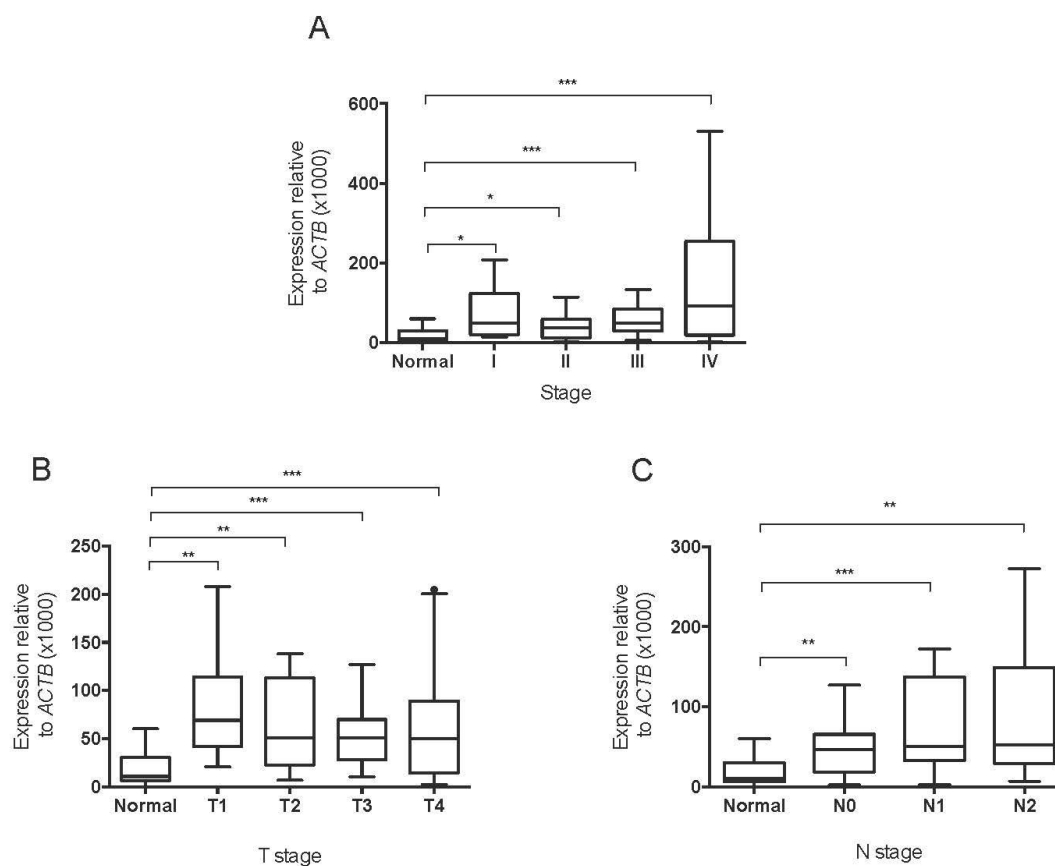 A
***
600
***
400
*
*
200
0
Expression relative
to ACTB (x1000)
Normal I II III IV
Stage
B
***
***
**
**
250
200
150
100
50
0
Expression relative
to ACTB (x1000)
Normal T1 T2 T3 T4
T stage
C
**
***
**
300
200
100
0
Expression relative
to ACTB (x1000)
Normal N0 N1 N2
N stage